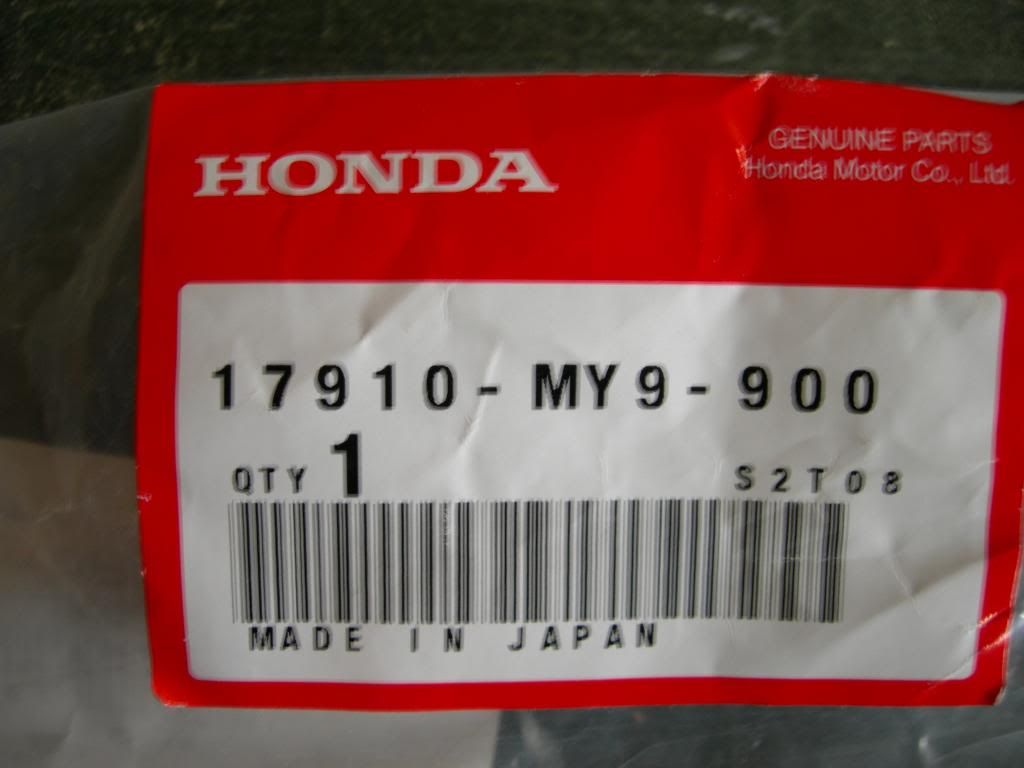 HONDA
GENUINE PARTS
Honda Motor Co., Ltd.
17910-MY9-900
QTY 1
S2T08
MADE IN JAPAN